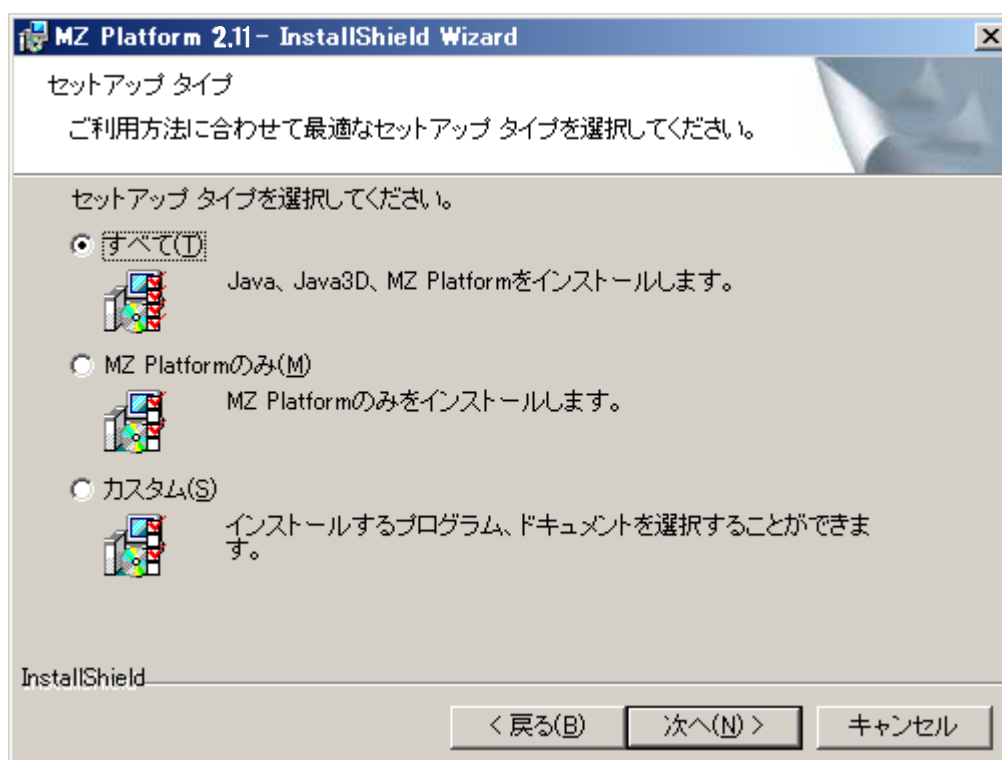 MZ Platform 2.11- InstallShield Wizard
セットアップ タイプ
ご利用方法に合わせて最適なセットアップ タイプを選択してください。
セットアップ タイプを選択してください。
すべて(T)
Java、Java3D、MZ Platformをインストールします。
MZ Platformのみ(M)
MZ Platformのみをインストールします。
カスタム(S)
インストールするプログラム、ドキュメントを選択することができま
す。
InstallShield
< 戻る(B) 次へ(N) > キャンセル